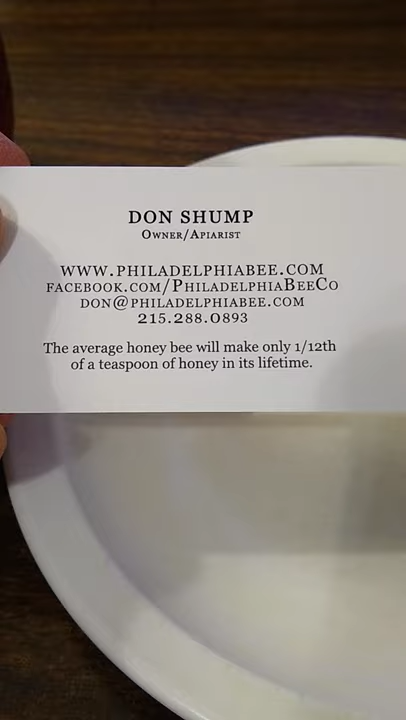 DON SHUMP
OWNER/APIARIST
WWW.PHILADELPHIABEE.COM
FACEBOOK.COM/PHILADELPHIABEECO
DON@PHILADELPHIABEE.COM
215.288.0893
The average honey bee will make only 1/12th
of a teaspoon of honey in its lifetime.